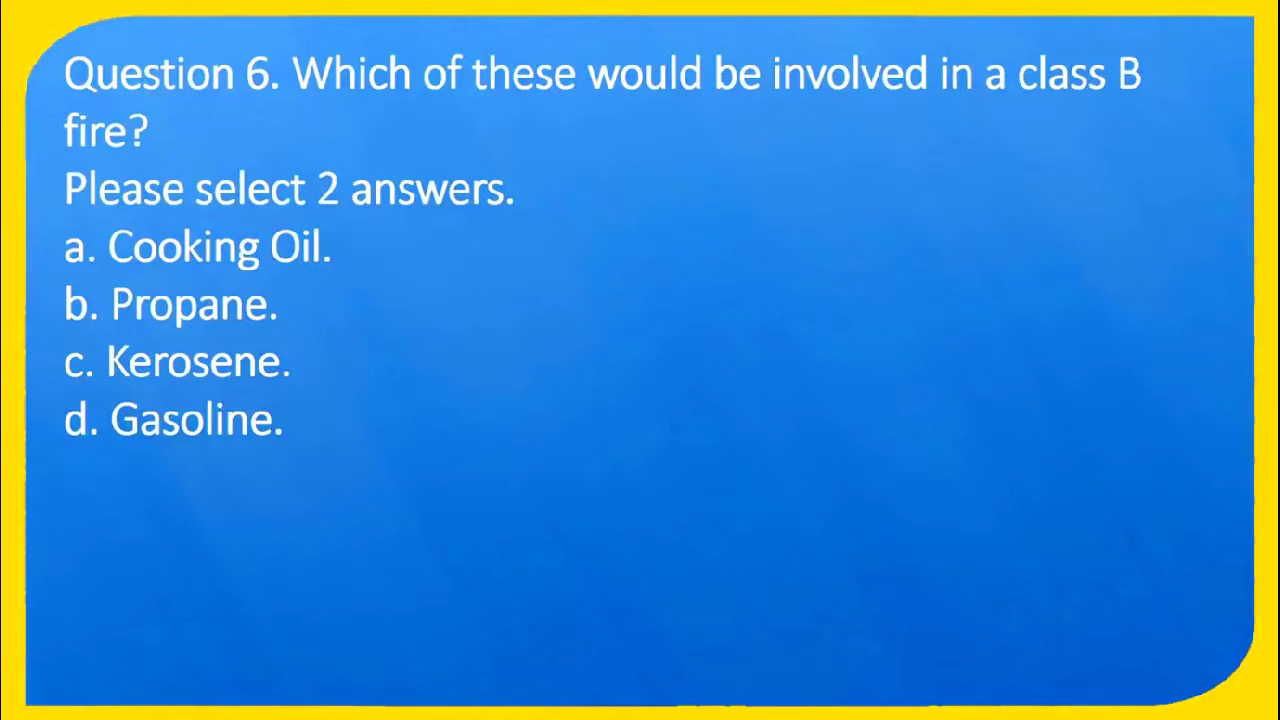 Question 6. Which of these would be involved in a class B
fire?
Please select 2 answers.
a. Cooking Oil.
b. Propane.
c. Kerosene.
d. Gasoline.